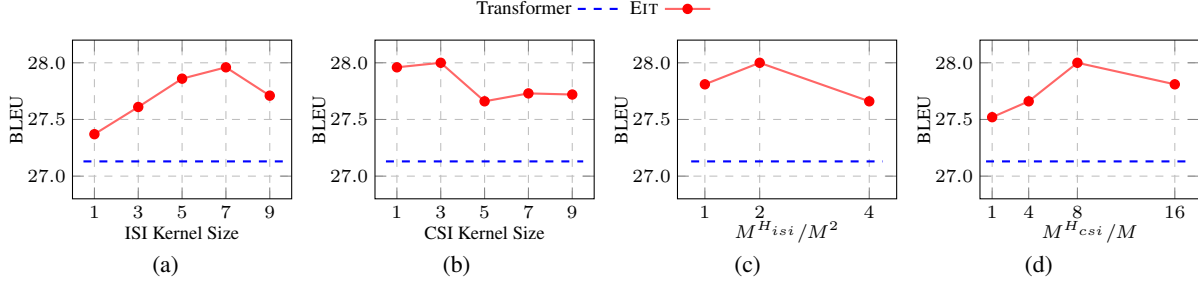 Transformer EIT
28.0 27.5 27.0 BLEU 1 3 5 7 9 ISI Kernel Size (a)
28.0 27.5 27.0 BLEU 1 3 5 7 9 CSI Kernel Size (b)
28.0 27.5 27.0 BLEU 1 2 4 M^{H_{isi}}/M^2 (c)
28.0 27.5 27.0 BLEU 1 4 8 16 M^{H_{csi}}/M (d)